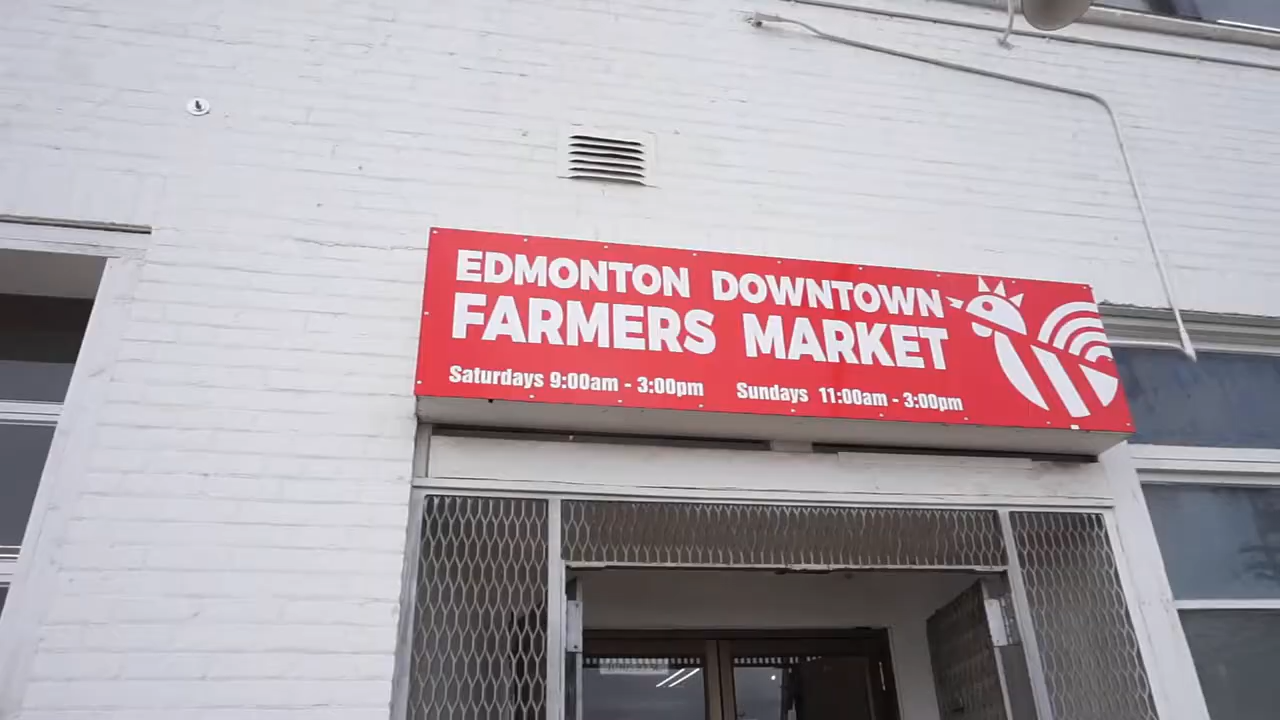 EDMONTON DOWNTOWN
FARMERS MARKET
Saturdays 9:00am - 3:00pm Sundays 11:00am - 3:00pm